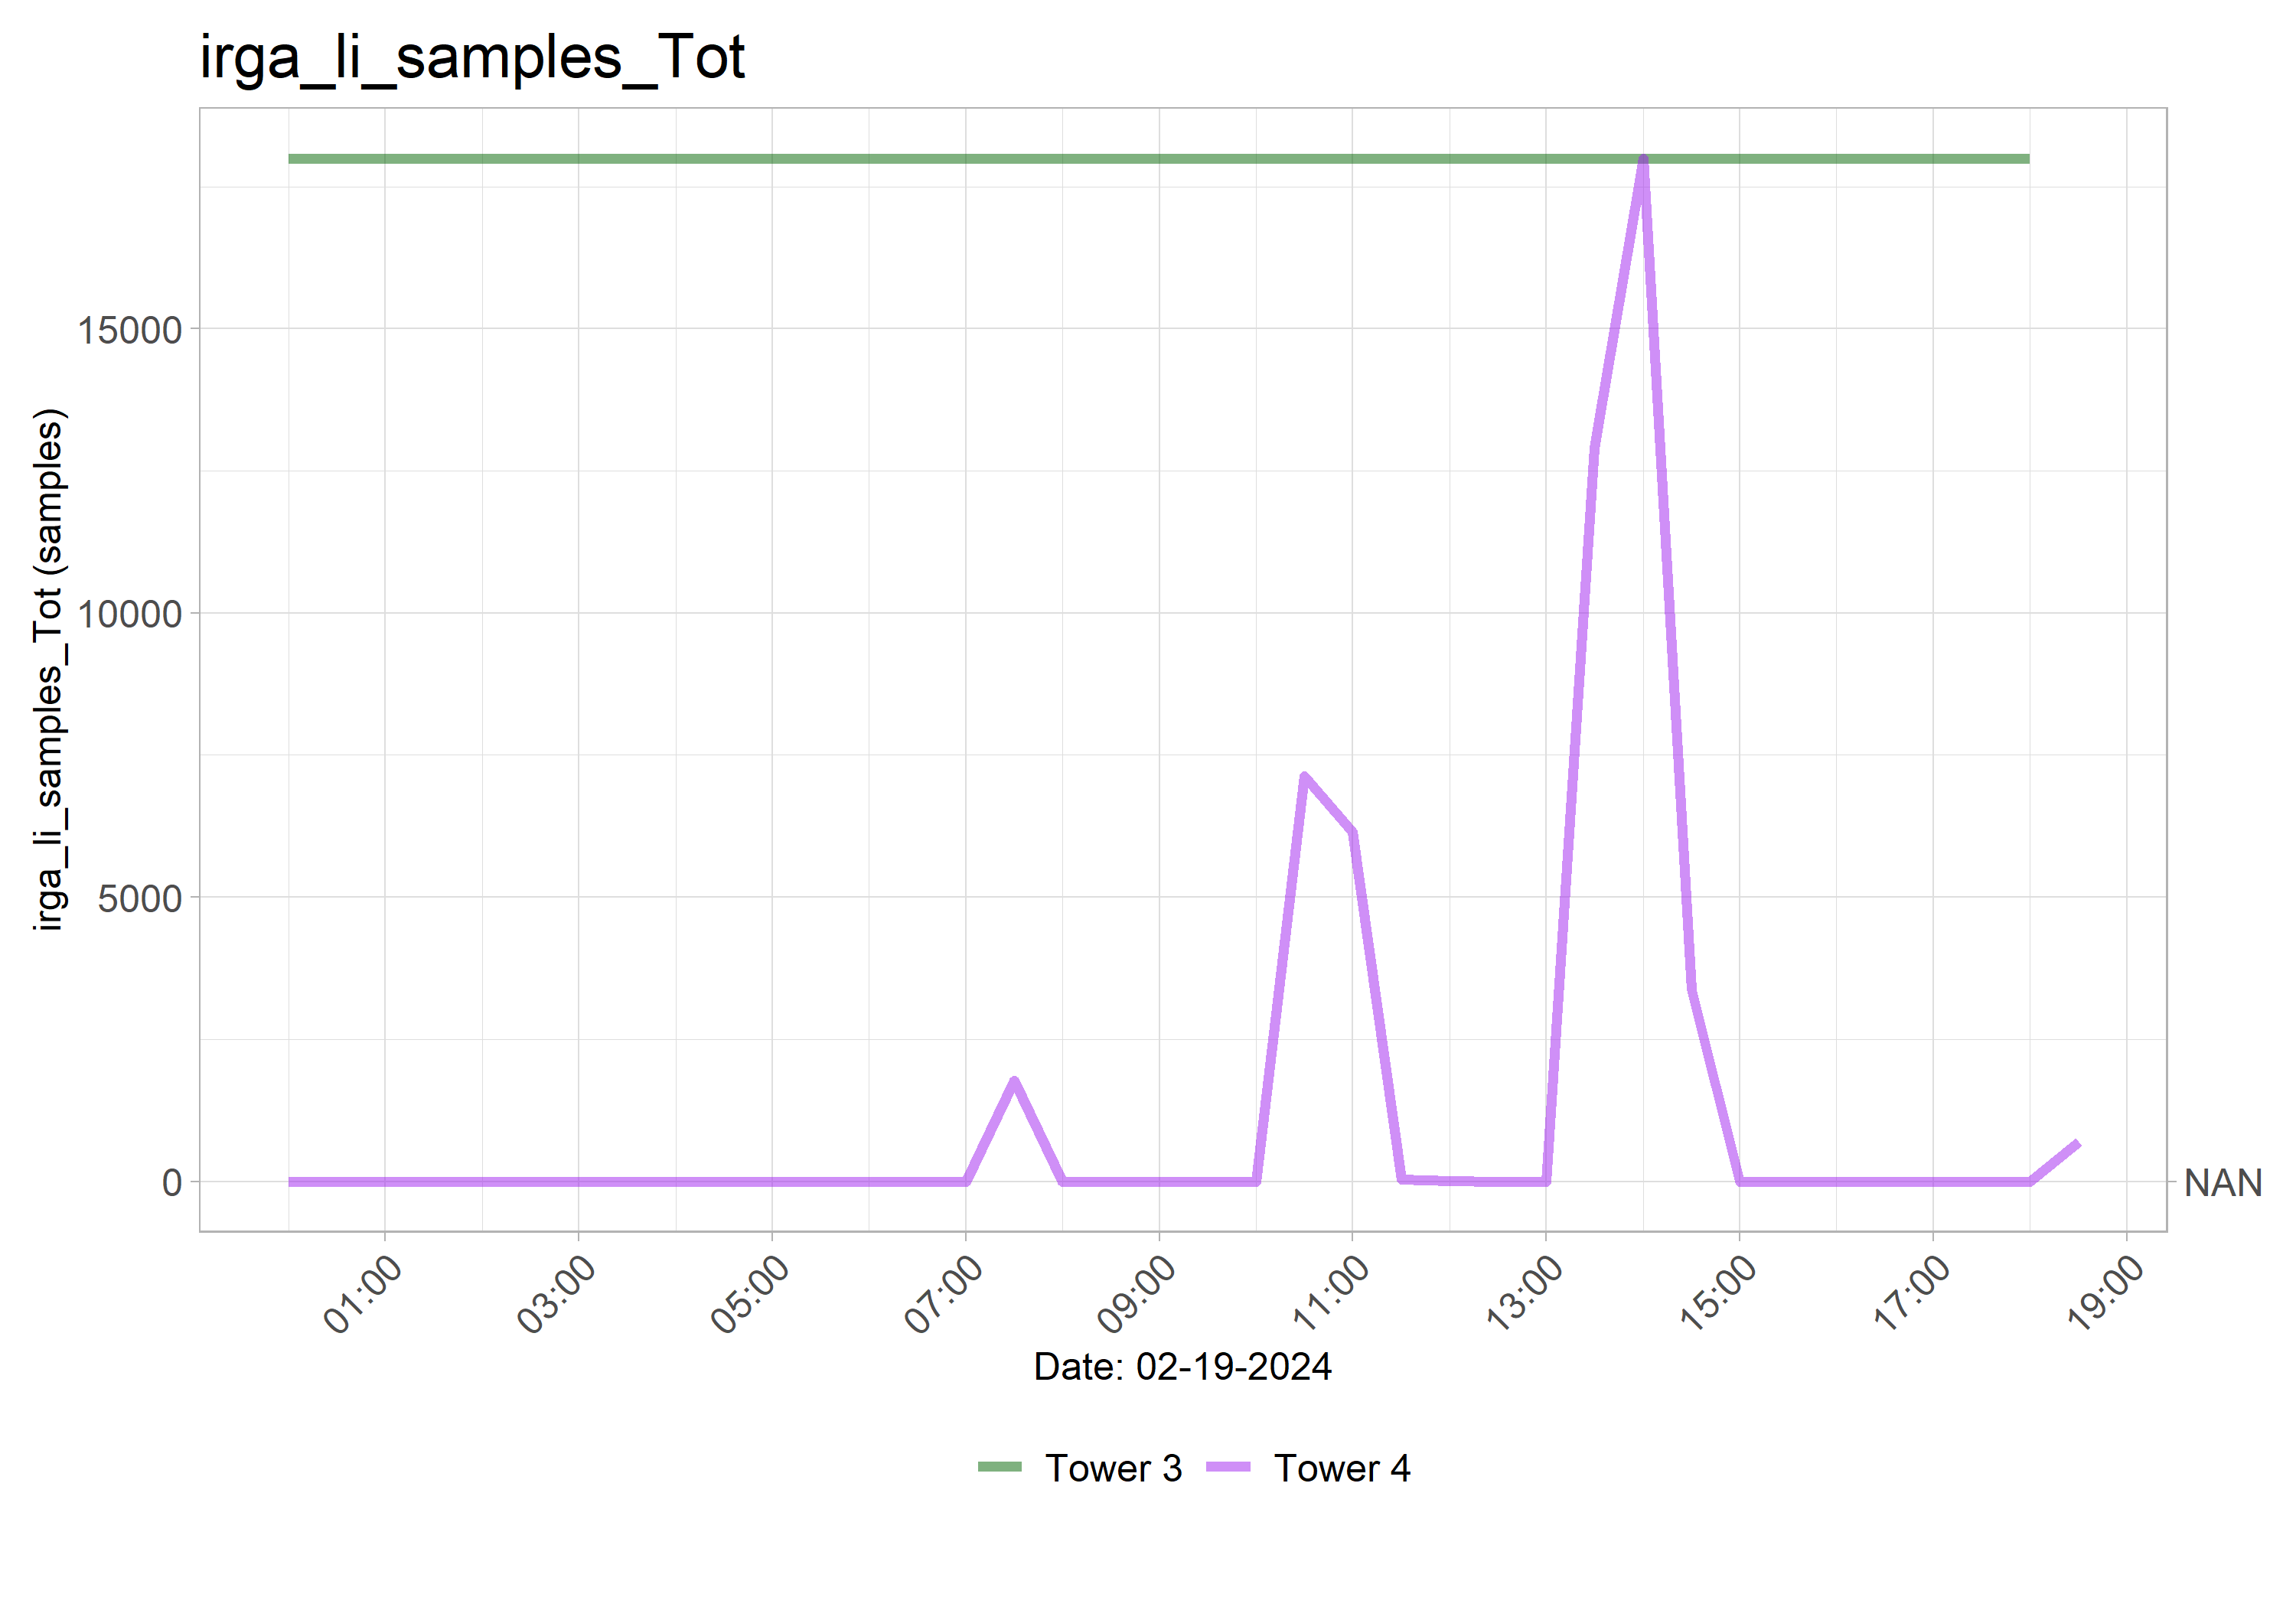 irga_li_samples_Tot
irga_li_samples_Tot (samples)
15000
10000
5000
0
NAN
01:00
03:00
05:00
07:00
09:00
11:00
13:00
15:00
17:00
19:00
Date: 02-19-2024
Tower 3
Tower 4